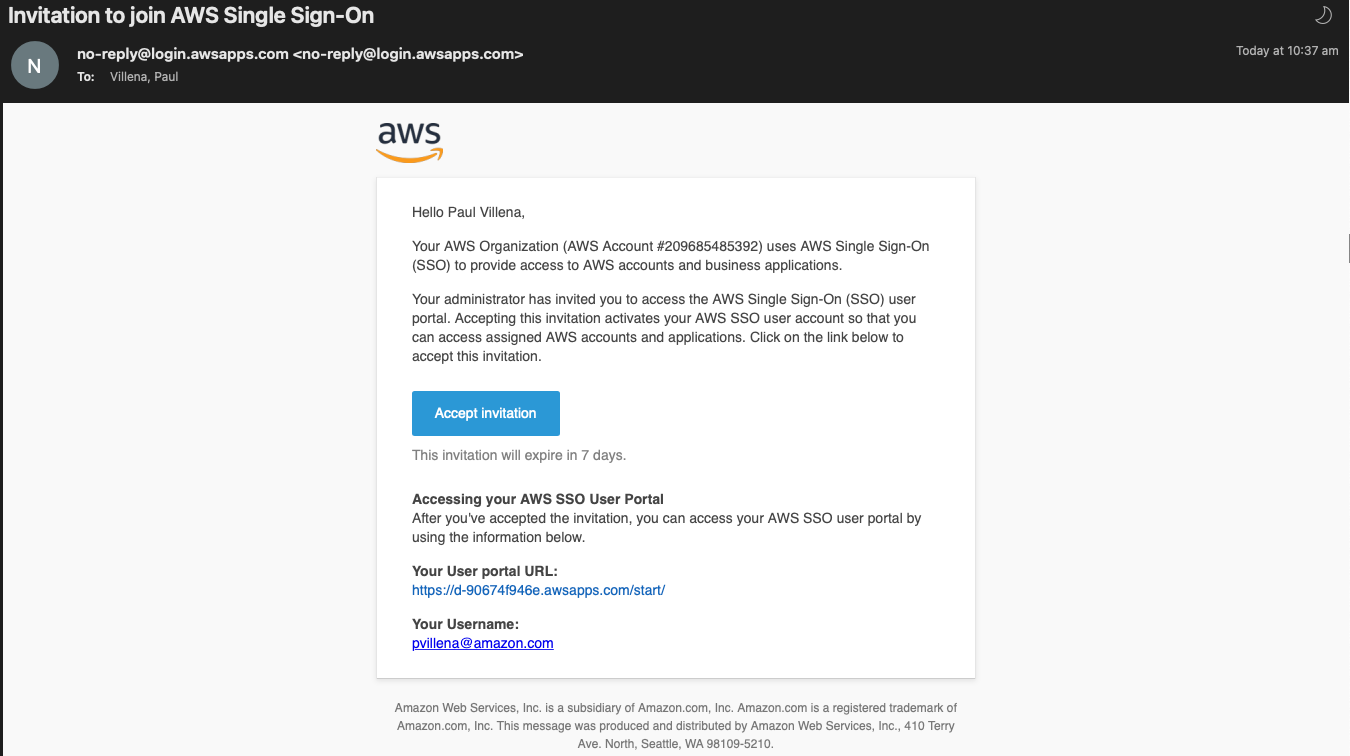 Invitation to join AWS Single Sign-On
N
no-reply@login.awsapps.com <no-reply@login.awsapps.com>
Today at 10:37 am
To: Villena, Paul
aws
Hello Paul Villena,
Your AWS Organization (AWS Account #209685485392) uses AWS Single Sign-On
(SSO) to provide access to AWS accounts and business applications.
Your administrator has invited you to access the AWS Single Sign-On (SSO) user
portal. Accepting this invitation activates your AWS SSO user account so that you
can access assigned AWS accounts and applications. Click on the link below to
accept this invitation.
Accept invitation
This invitation will expire in 7 days.
Accessing your AWS SSO User Portal
After you've accepted the invitation, you can access your AWS SSO user portal by
using the information below.
Your User portal URL:
https://d-90674f946e.awsapps.com/start/
Your Username:
pvillena@amazon.com
Amazon Web Services, Inc. is a subsidiary of Amazon.com, Inc. Amazon.com is a registered trademark of
Amazon.com, Inc. This message was produced and distributed by Amazon Web Services, Inc., 410 Terry
Ave. North, Seattle, WA 98109-5210.